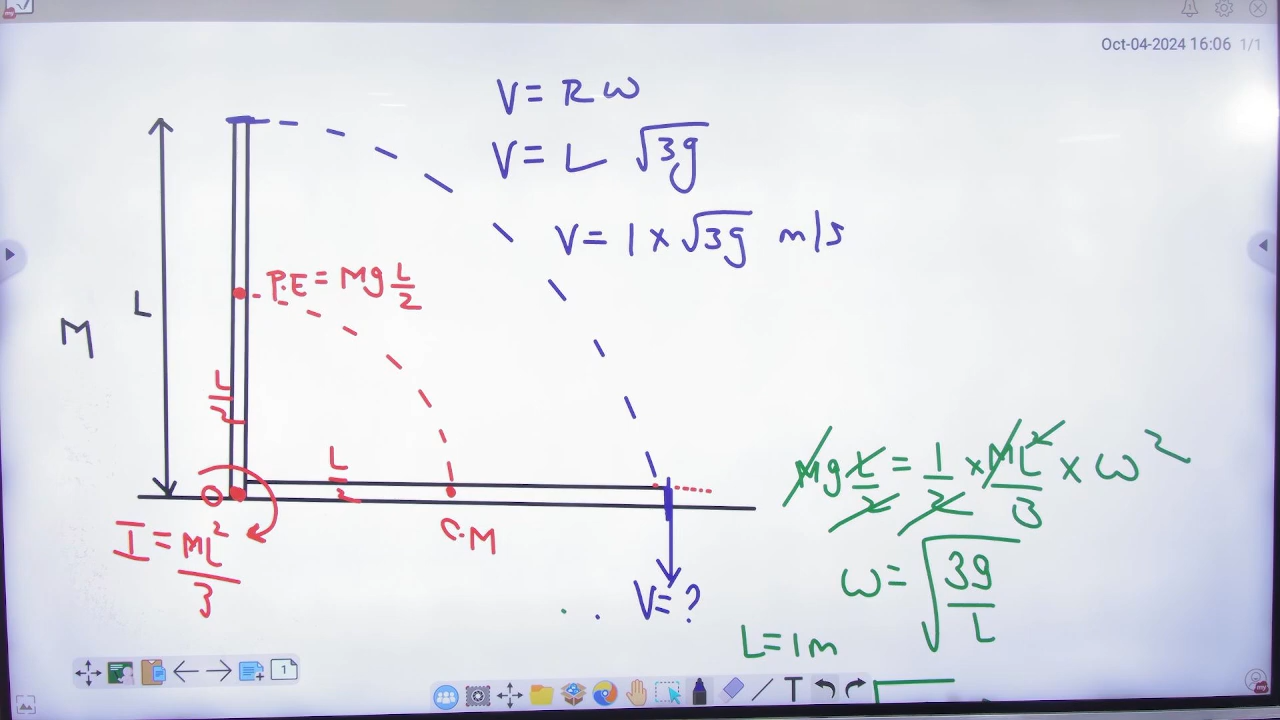 Oct-04-2024 16:06 1/1
V = R ω
V = L √3g
V = 1 × √3g m/s
P.E = Mg L/2
L
M
L/2
L/2
O
C.M
I = ML²/3
V = ?
Mg L/2 = 1/2 × ML²/3 × ω²
ω = √3g/L
L = 1m
1
T